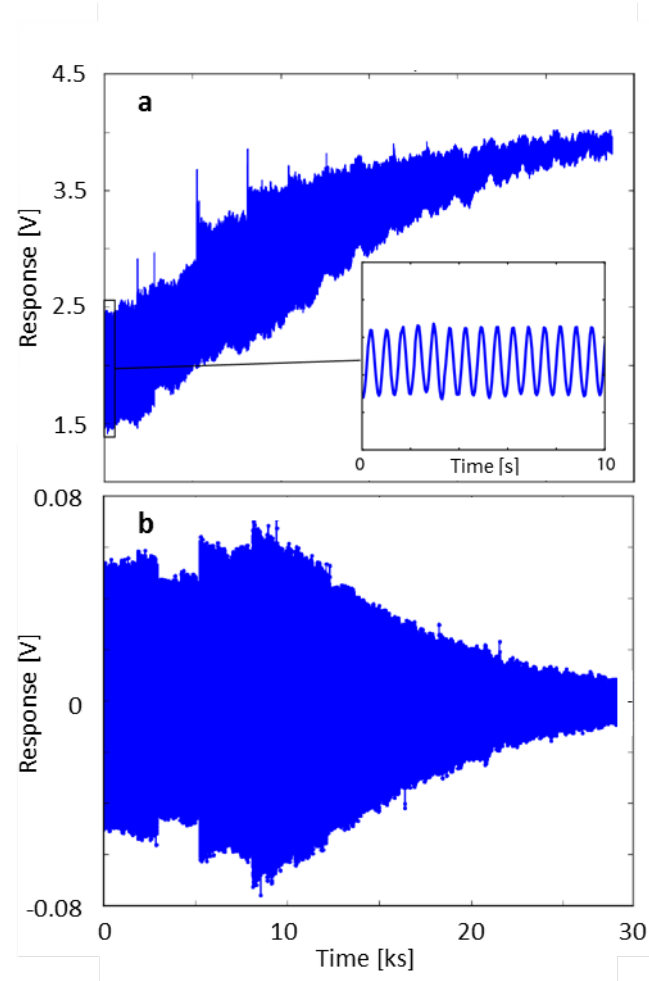 4.5
a
3.5
Response [V]
2.5
1.5
0 Time [s] 10
0.08
b
Response [V]
0
-0.08
0 10 20 30
Time [ks]